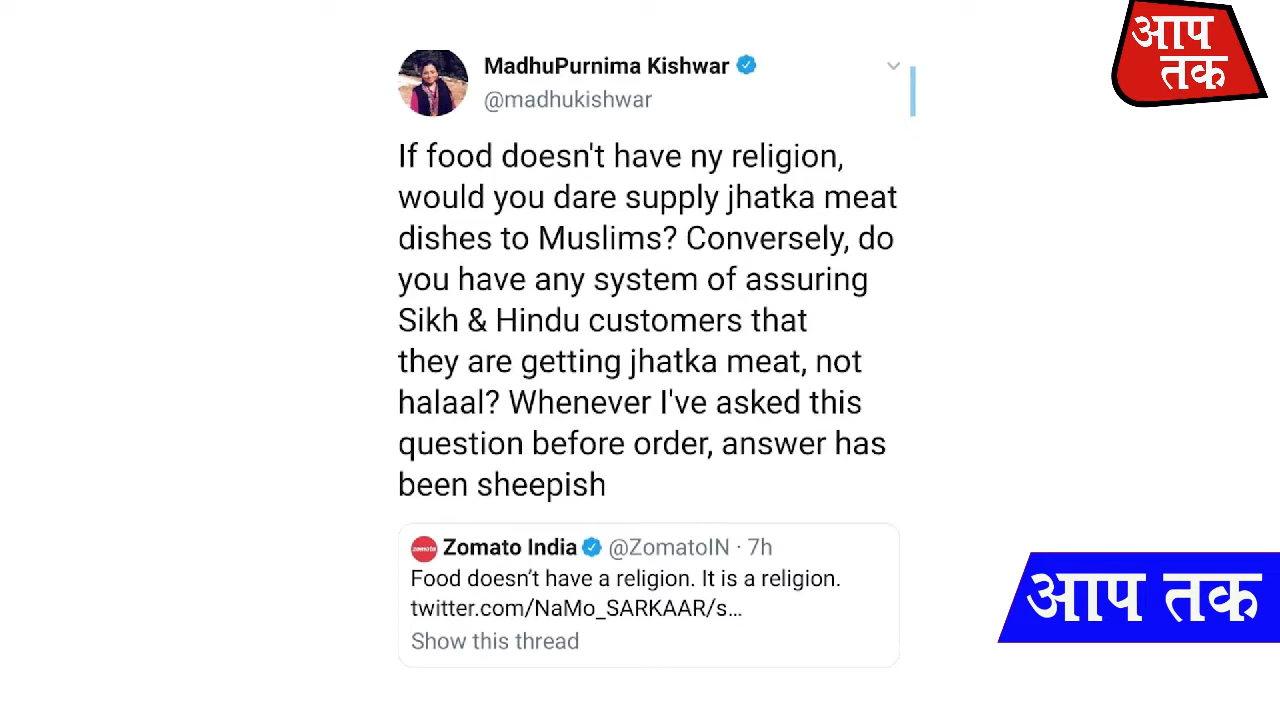 आप
तक
MadhuPurnima Kishwar
@madhukishwar
If food doesn't have ny religion,
would you dare supply jhatka meat
dishes to Muslims? Conversely, do
you have any system of assuring
Sikh & Hindu customers that
they are getting jhatka meat, not
halaal? Whenever I've asked this
question before order, answer has
been sheepish
zomato Zomato India @ZomatoIN · 7h
Food doesn’t have a religion. It is a religion.
twitter.com/NaMo_SARKAAR/s...
Show this thread
आप तक